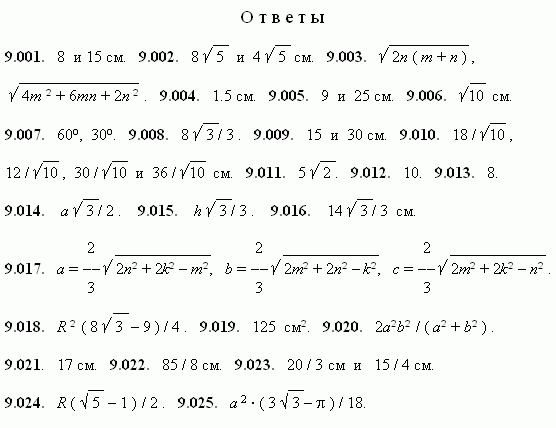 Ответы
9.001. 8 и 15 см. 9.002. 8√5 и 4√5 см. 9.003. √(2n ( m + n )) ,
√(4m² + 6mn + 2n²) . 9.004. 1.5 см. 9.005. 9 и 25 см. 9.006. √10 см.
9.007. 60º, 30º. 9.008. 8√3 / 3 . 9.009. 15 и 30 см. 9.010. 18 / √10 ,
12 / √10 , 30 / √10 и 36 / √10 см. 9.011. 5√2 . 9.012. 10. 9.013. 8.
9.014. a√3 / 2 . 9.015. h√3 / 3 . 9.016. 14√3 / 3 см.
9.017. a = 2/3 √(2n² + 2k² – m²), b = 2/3 √(2m² + 2n² – k²), c = 2/3 √(2m² + 2k² – n²) .
9.018. R² ( 8√3 – 9 ) / 4 . 9.019. 125 см². 9.020. 2a²b² / ( a² + b² ) .
9.021. 17 см. 9.022. 85 / 8 см. 9.023. 20 / 3 см и 15 / 4 см.
9.024. R ( √5 – 1 ) / 2 . 9.025. a² · ( 3√3 – π ) / 18.